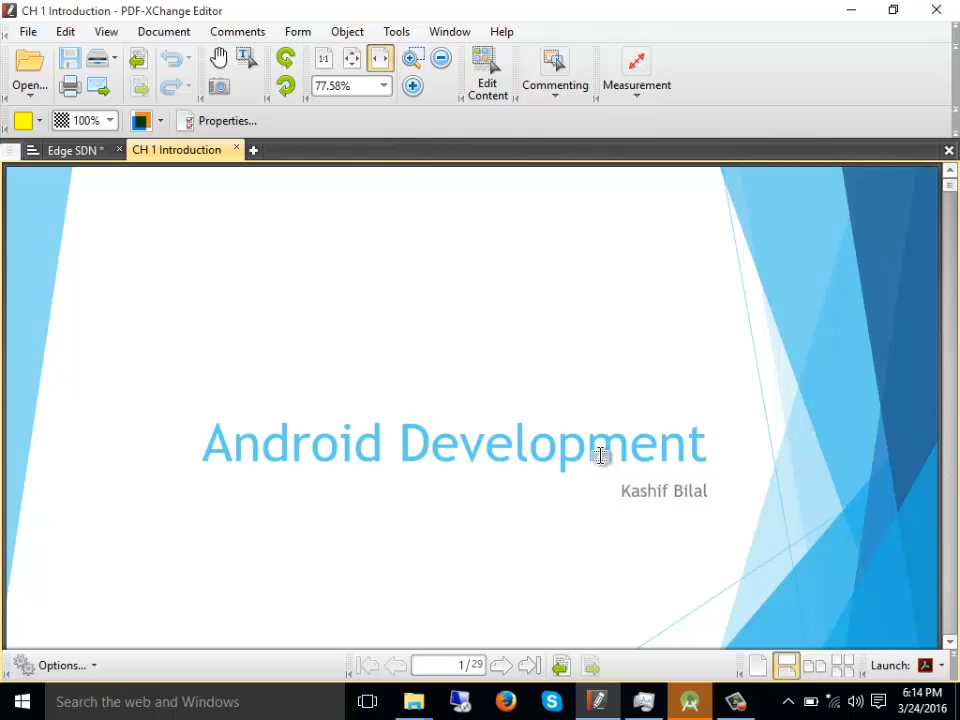 CH 1 Introduction - PDF-XChange Editor
File Edit View Document Comments Form Object Tools Window Help
Open... 1:1 77.58% Edit Content Commenting Measurement
100% Properties...
Edge SDN * CH 1 Introduction
Android Development
Kashif Bilal
Options... 1 / 29 Launch:
Search the web and Windows
6:14 PM
3/24/2016